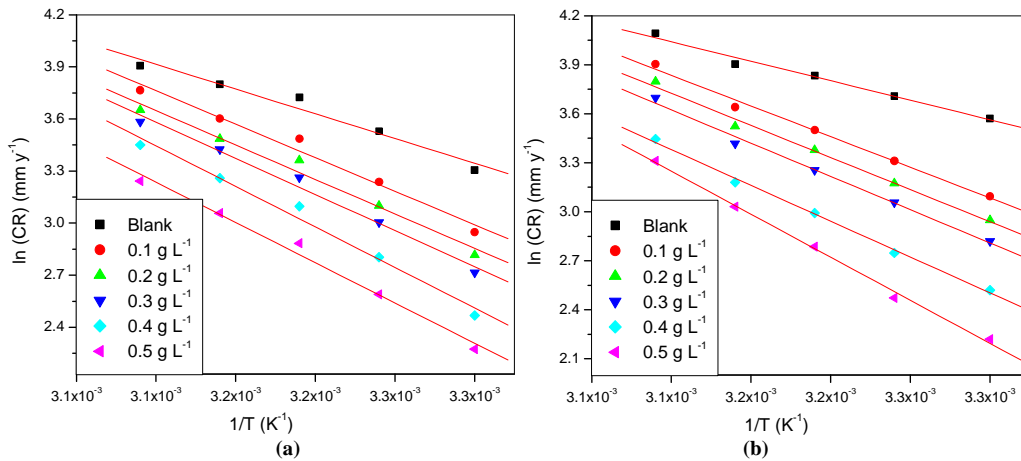 4.2
3.9
3.6
3.3
3.0
2.7
2.4
ln (CR) (mm y⁻¹)
Blank
0.1 g L⁻¹
0.2 g L⁻¹
0.3 g L⁻¹
0.4 g L⁻¹
0.5 g L⁻¹
3.1x10⁻³ 3.1x10⁻³ 3.2x10⁻³ 3.2x10⁻³ 3.3x10⁻³ 3.3x10⁻³
1/T (K⁻¹)
(a)
4.2
3.9
3.6
3.3
3.0
2.7
2.4
2.1
ln (CR) (mm y⁻¹)
Blank
0.1 g L⁻¹
0.2 g L⁻¹
0.3 g L⁻¹
0.4 g L⁻¹
0.5 g L⁻¹
3.1x10⁻³ 3.1x10⁻³ 3.2x10⁻³ 3.2x10⁻³ 3.3x10⁻³ 3.3x10⁻³
1/T (K⁻¹)
(b)